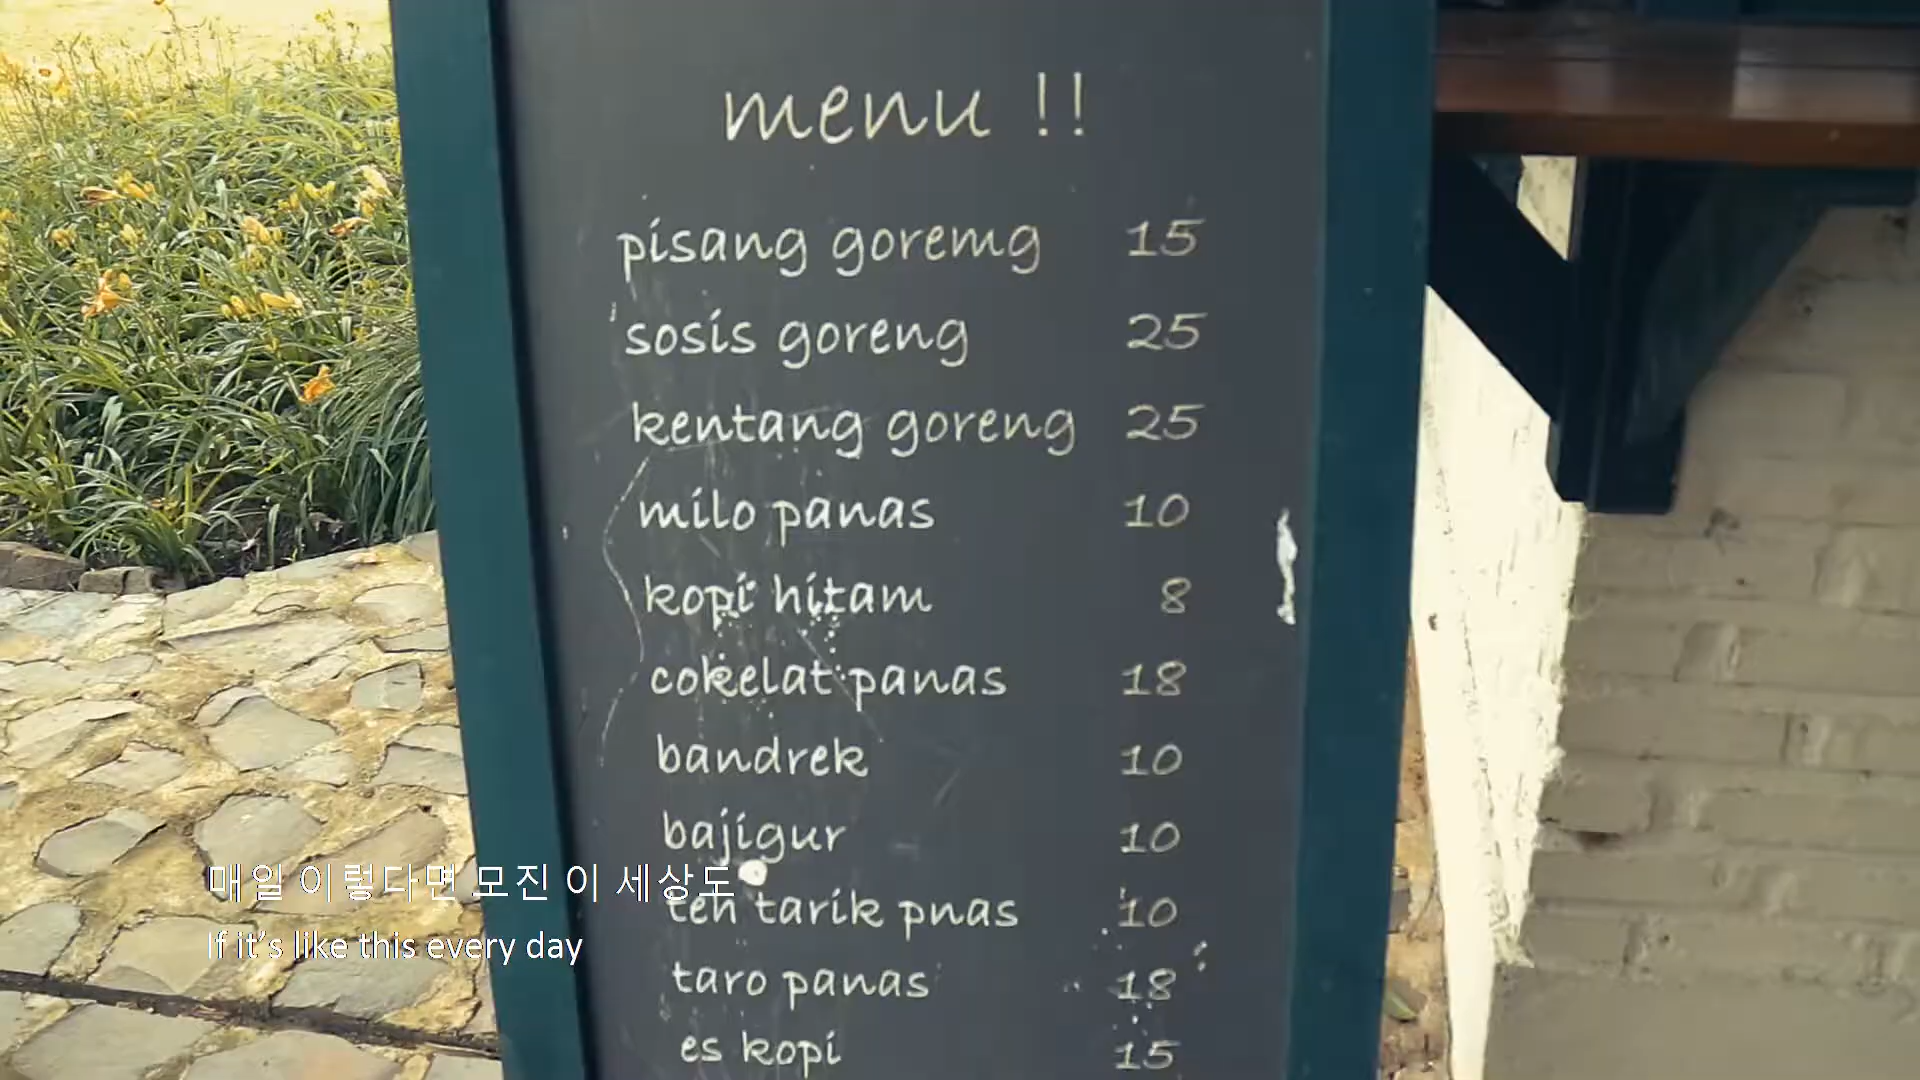 menu !!
pisang goremg 15
sosis goreng 25
kentang goreng 25
milo panas 10
kopi hitam 8
cokelat panas 18
bandrek 10
bajigur 10
매일 이렇다면 모진 이 세상도
teh tarik pnas 10
If it's like this every day
taro panas 18
es kopi 15